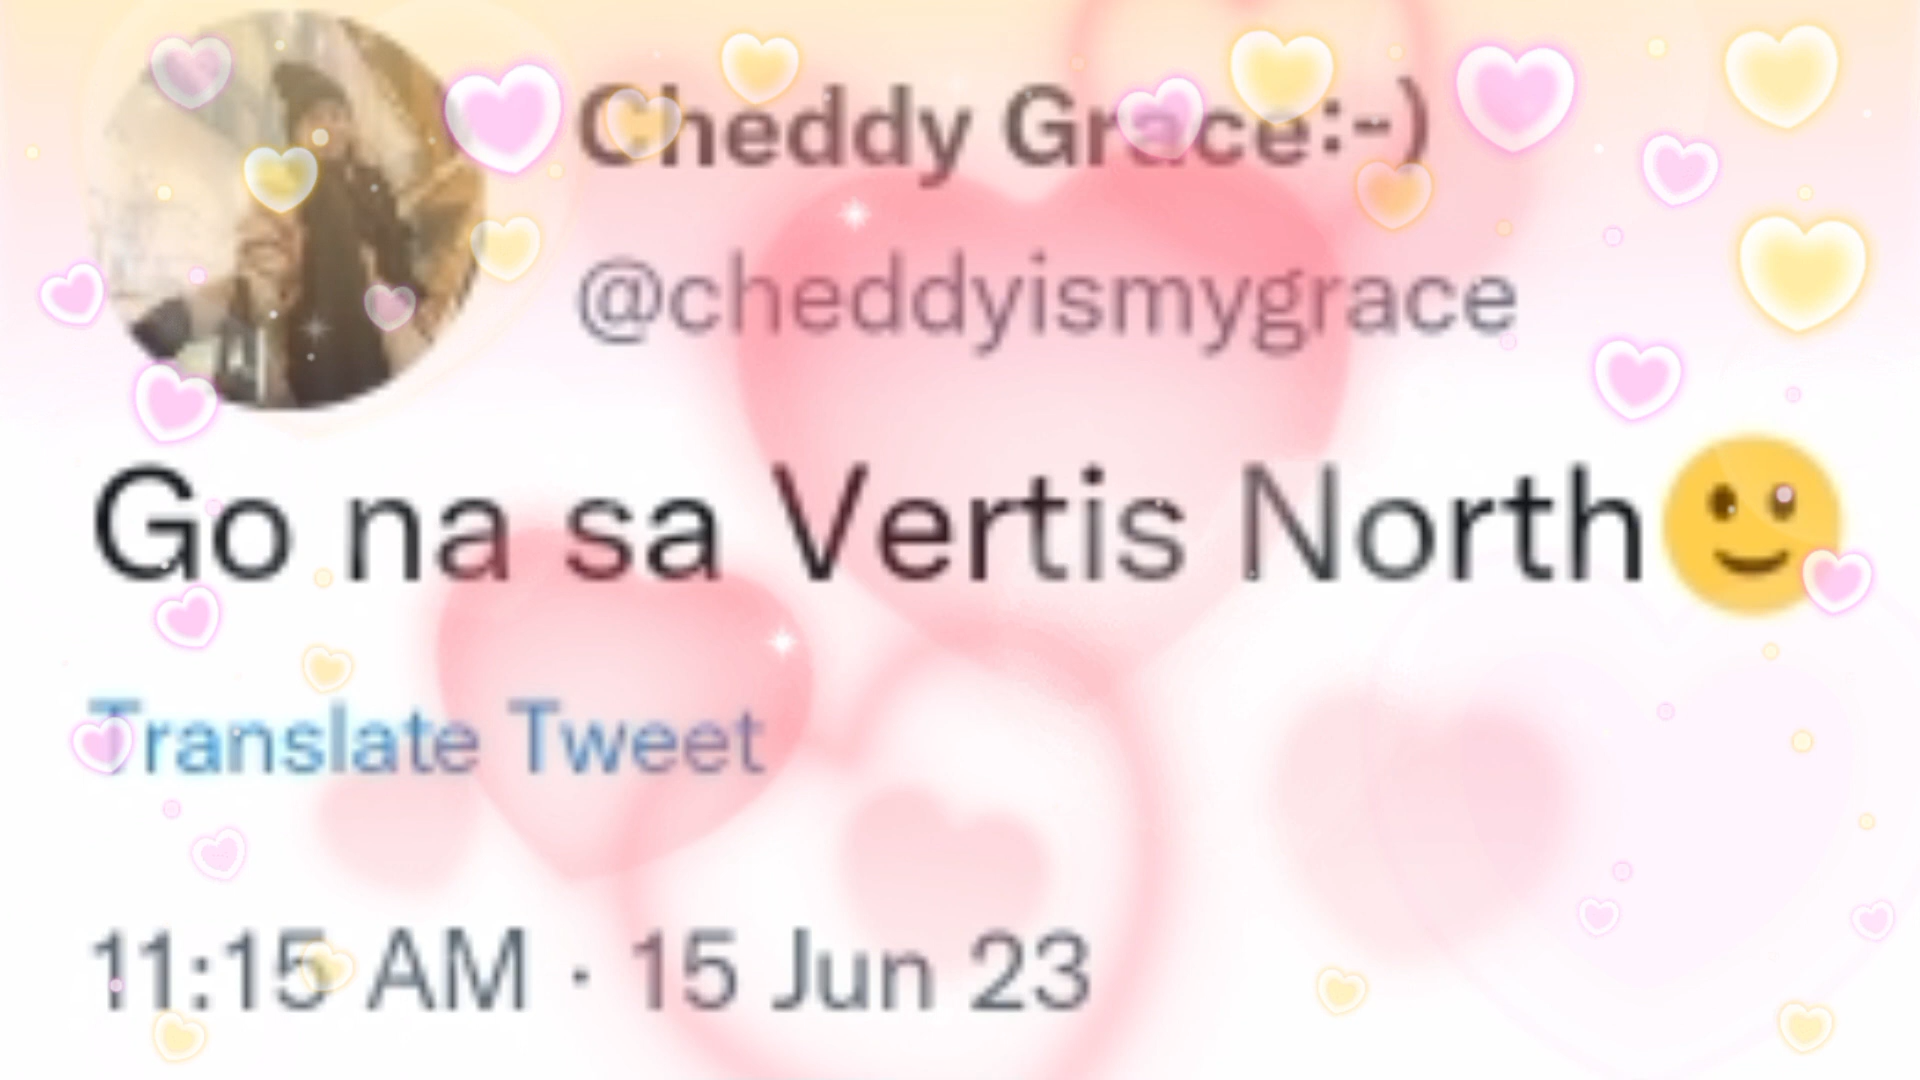 Cheddy Grace:-)
@cheddyismygrace
Go na sa Vertis North🙂
Translate Tweet
11:15 AM · 15 Jun 23